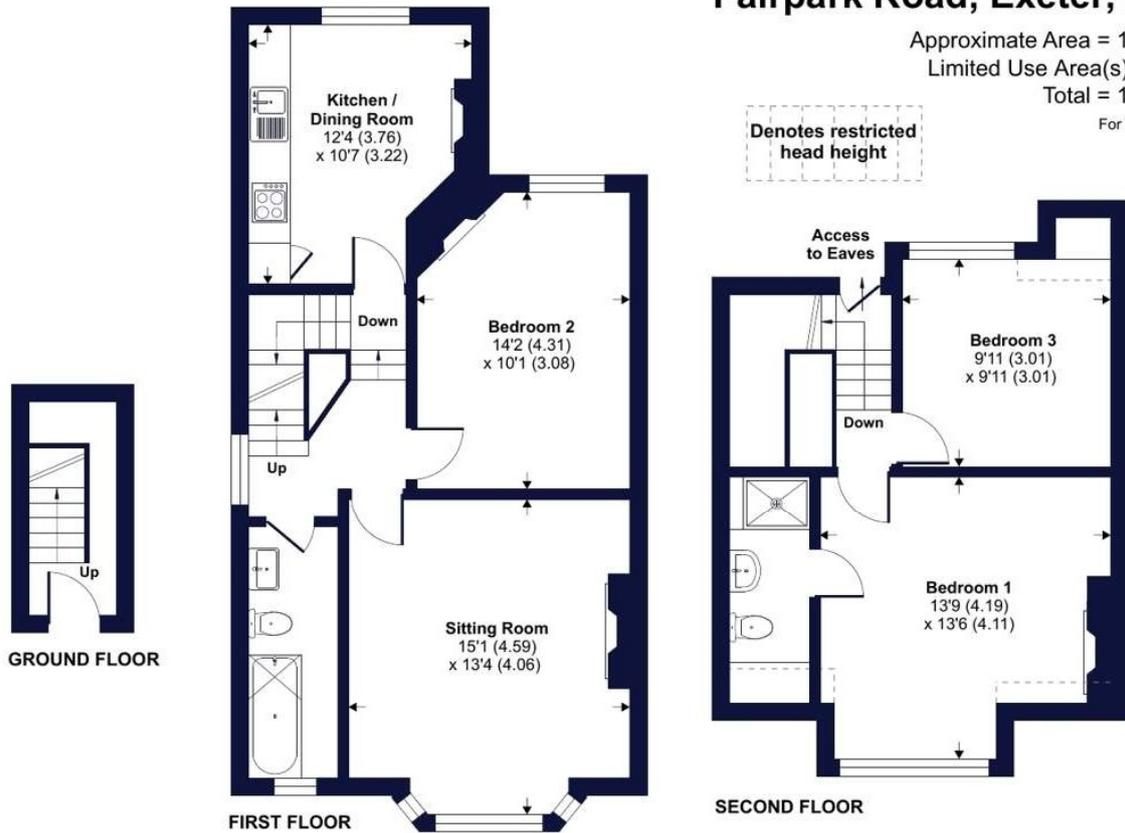 Fairpark Road, Exeter,
Approximate Area = 1
Limited Use Area(s)
Total = 1
For
Denotes restricted
head height
Kitchen /
Dining Room
12'4 (3.76)
x 10'7 (3.22)
Down
Bedroom 2
14'2 (4.31)
x 10'1 (3.08)
Up
Sitting Room
15'1 (4.59)
x 13'4 (4.06)
FIRST FLOOR
Up
GROUND FLOOR
Access
to Eaves
Bedroom 3
9'11 (3.01)
x 9'11 (3.01)
Down
Bedroom 1
13'9 (4.19)
x 13'6 (4.11)
SECOND FLOOR